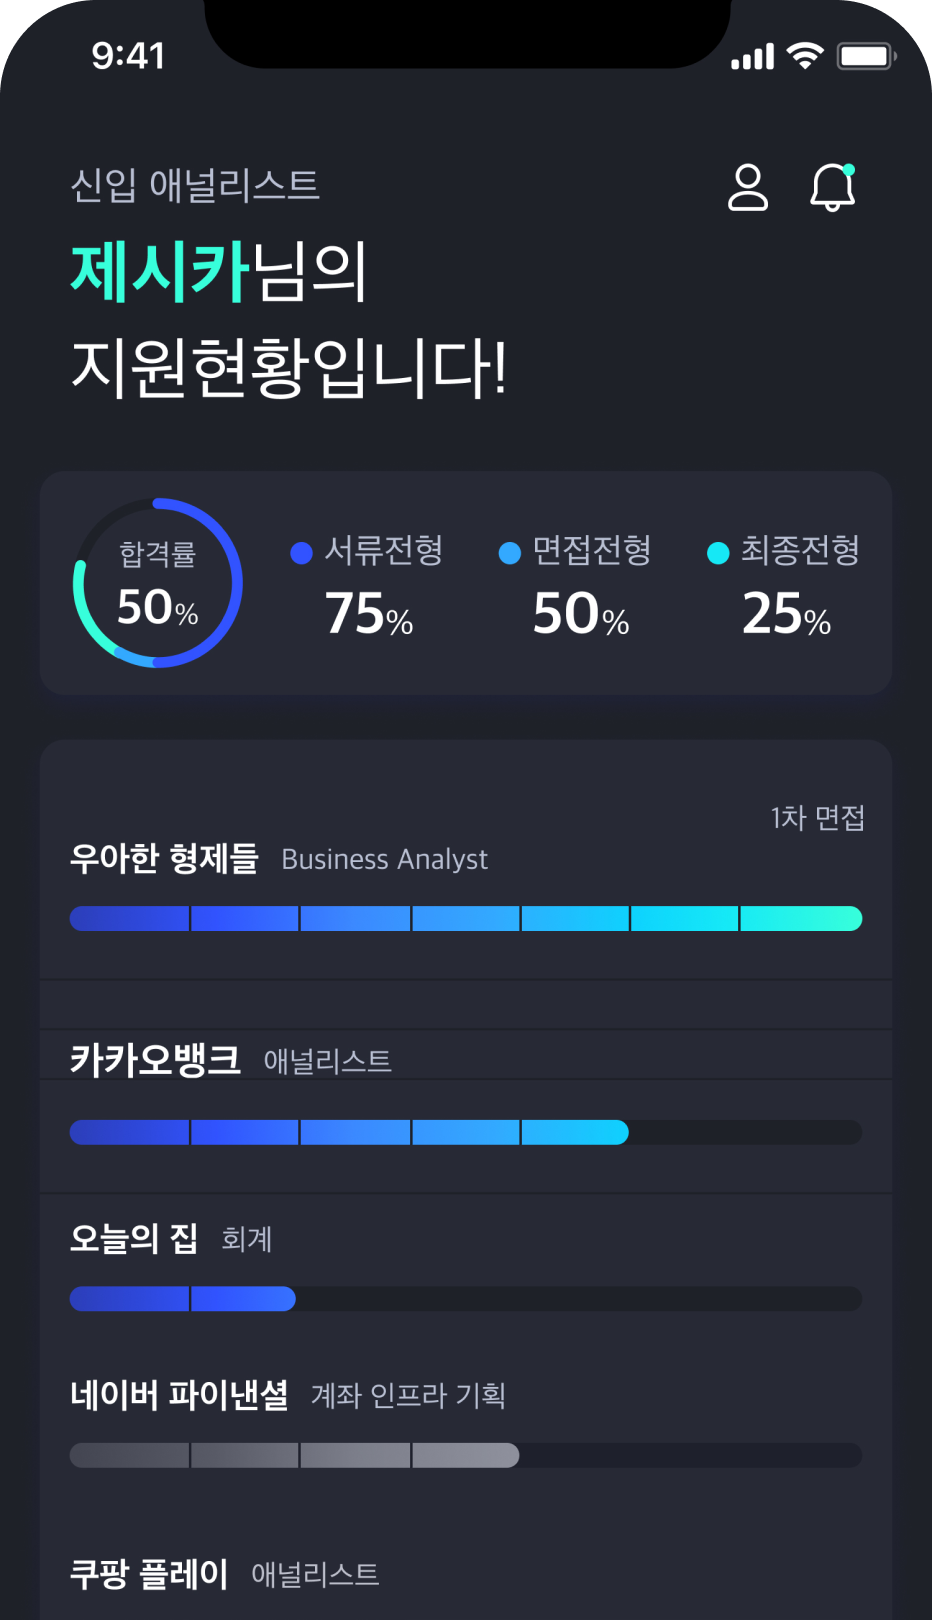 9:41
신입 애널리스트
제시카님의
지원현황입니다!
합격률
50%
서류전형
75%
면접전형
50%
최종전형
25%
1차 면접
우아한 형제들 Business Analyst
카카오뱅크 애널리스트
오늘의 집 회계
네이버 파이낸셜 계좌 인프라 기획
쿠팡 플레이 애널리스트